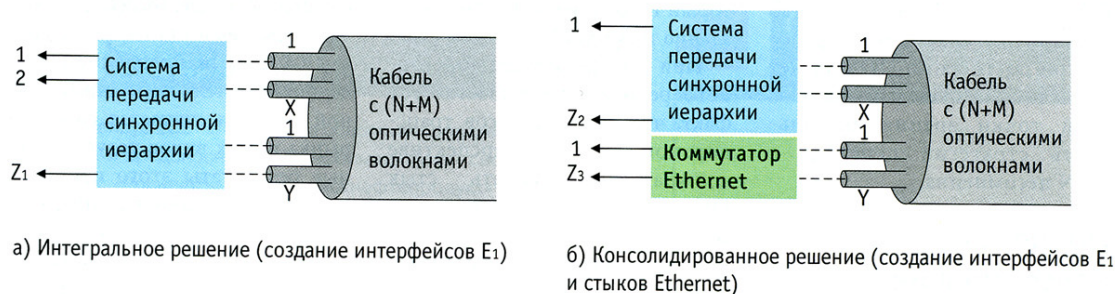 1
2
Z1
Система
передачи
синхронной
иерархии
1
X
1
Y
Кабель
с (N+M)
оптическими
волокнами
а) Интегральное решение (создание интерфейсов E1)
1
Z2
1
Z3
Система
передачи
синхронной
иерархии
Коммутатор
Ethernet
1
X
1
Y
Кабель
с (N+M)
оптическими
волокнами
б) Консолидированное решение (создание интерфейсов E1
и стыков Ethernet)